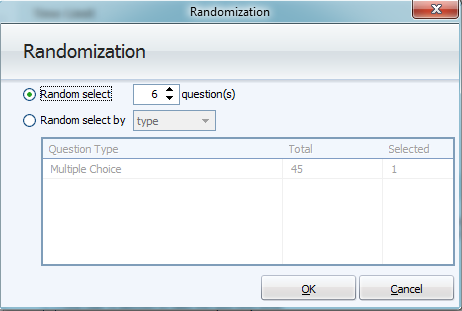 Randomization
Randomization
Random select 6 question(s)
Random select by type
Question Type Total Selected
Multiple Choice 45 1
OK Cancel